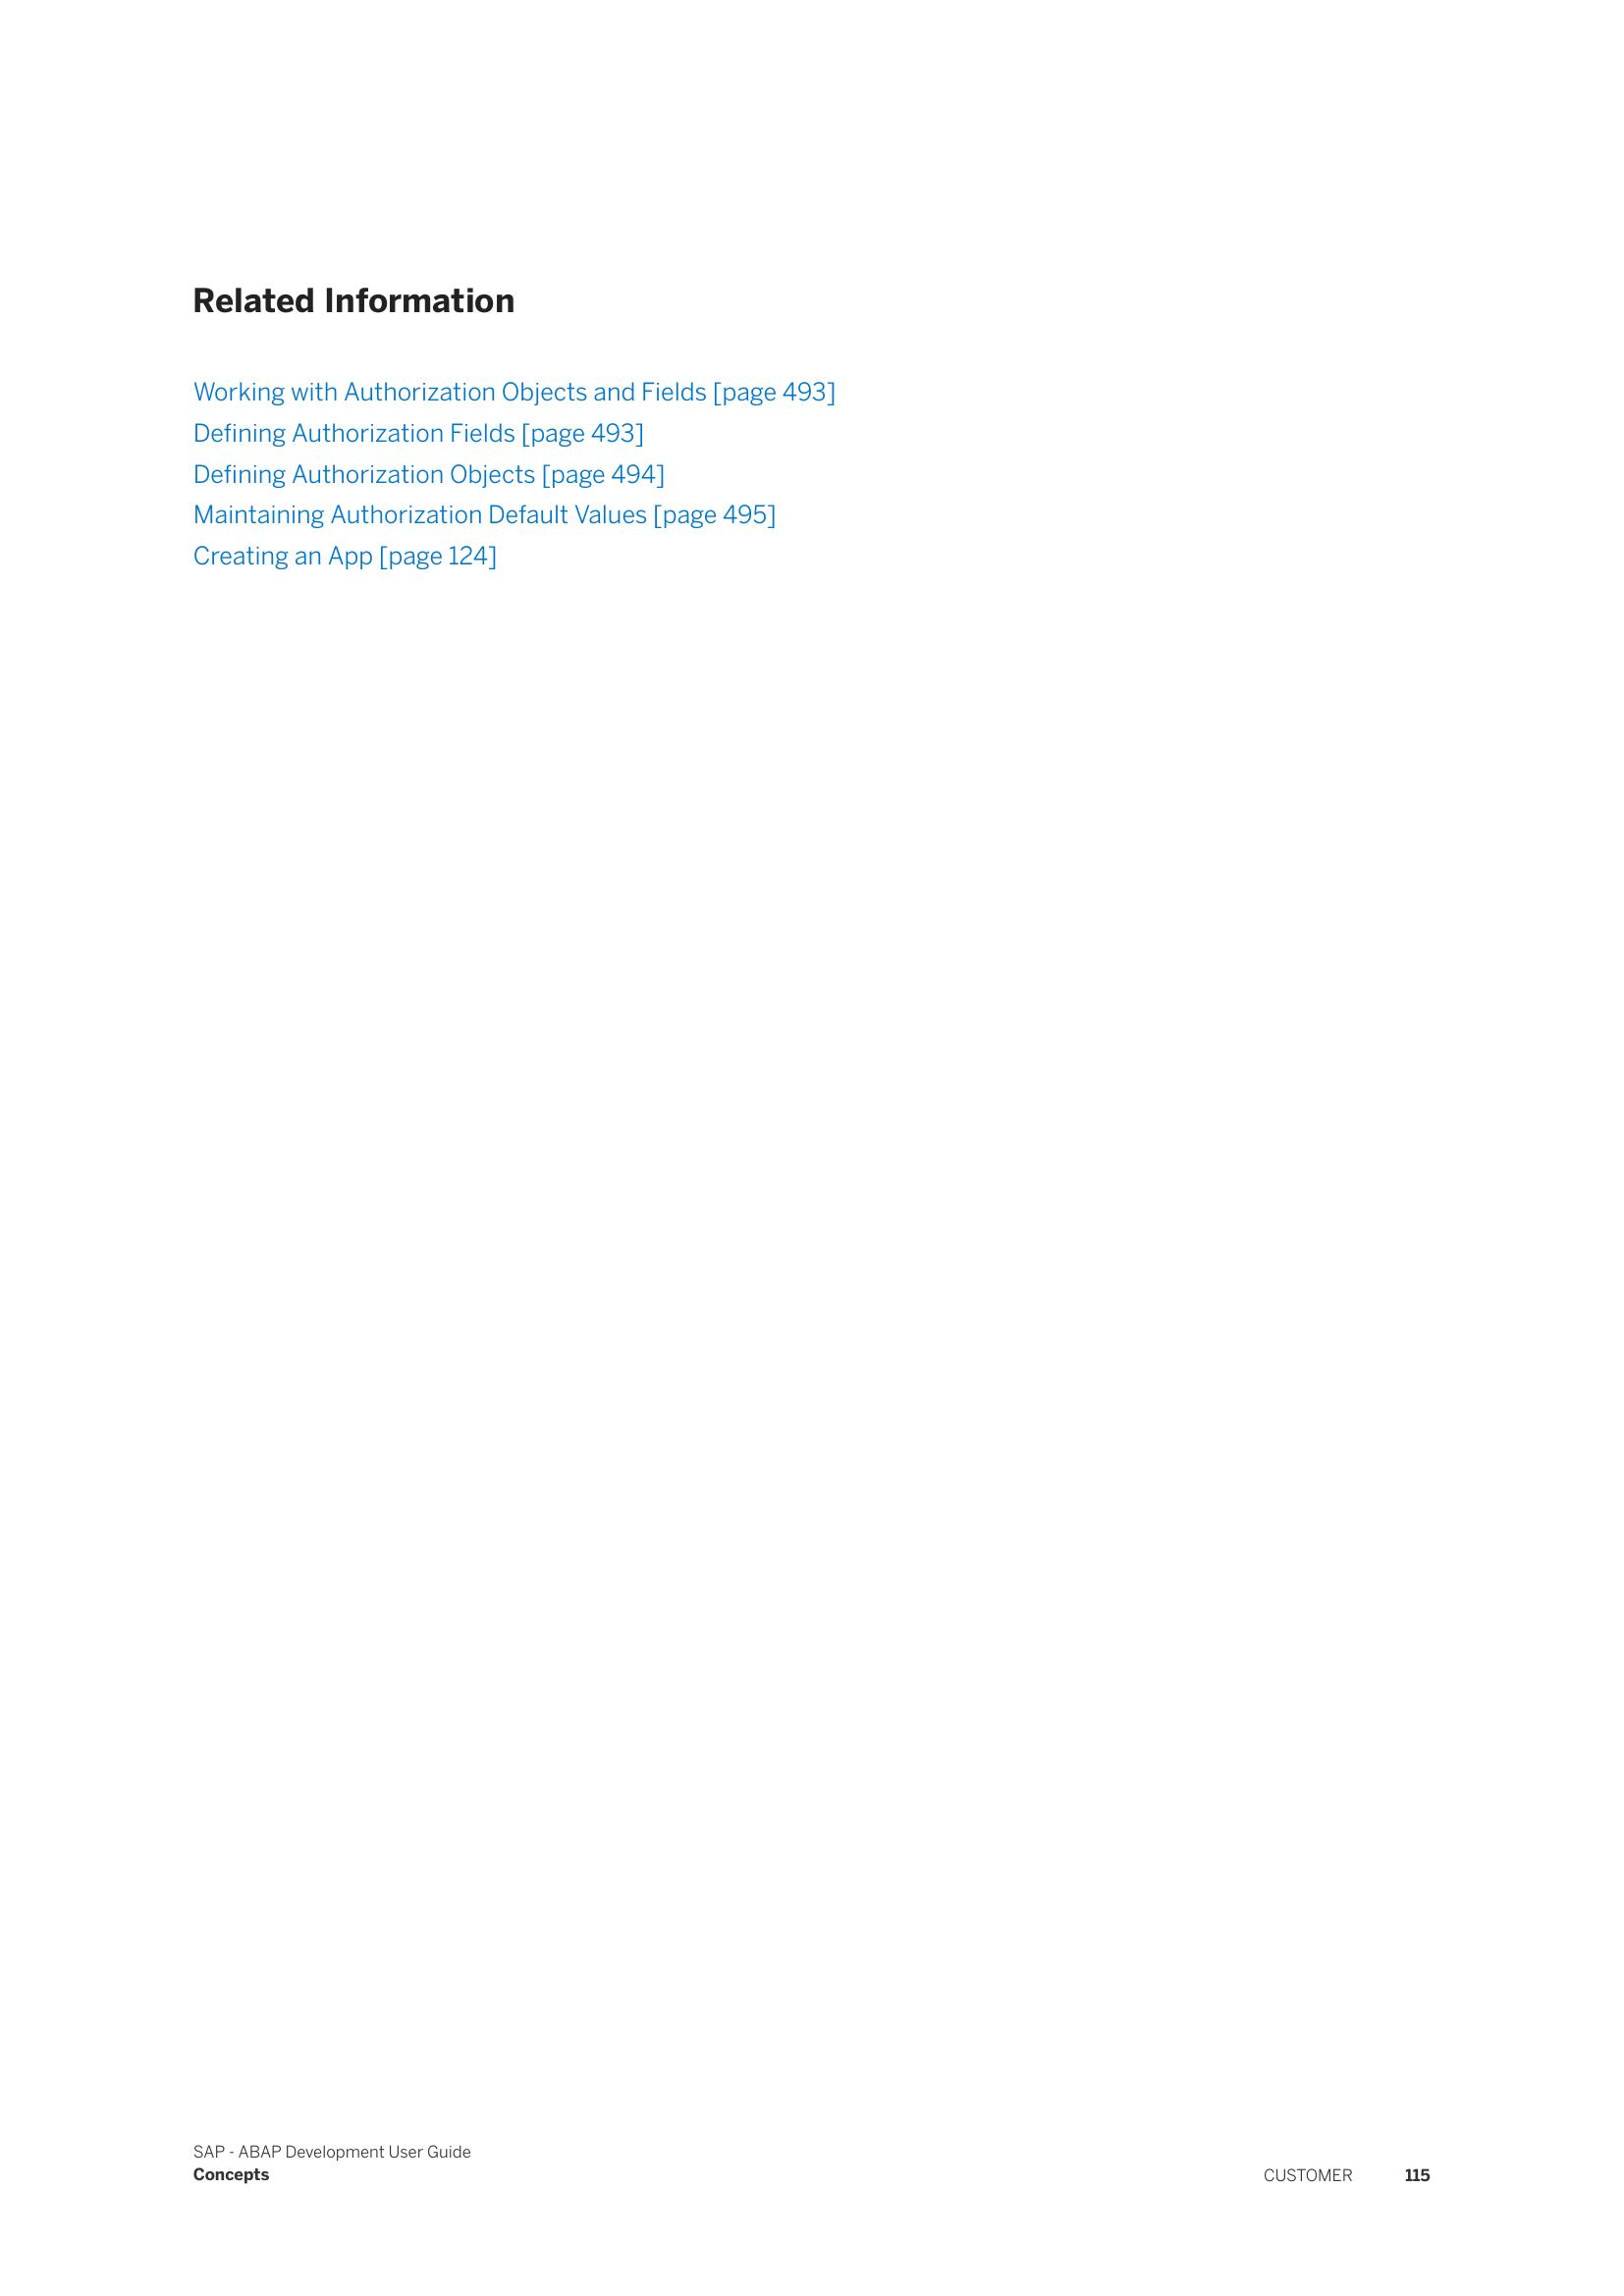 Related Information
Working with Authorization Objects and Fields [page 493]
Defining Authorization Fields [page 493]
Defining Authorization Objects [page 494]
Maintaining Authorization Default Values [page 495]
Creating an App [page 124]
SAP - ABAP Development User Guide
Concepts
CUSTOMER 115